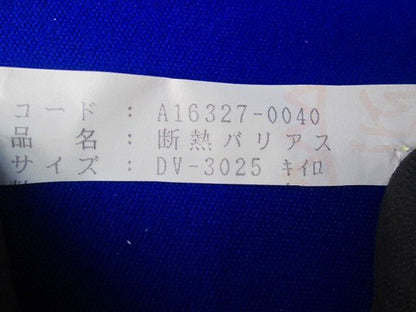 コード : A16327-0040
品名 : 断熱バリアス
サイズ : DV-3025 ｷｲﾛ